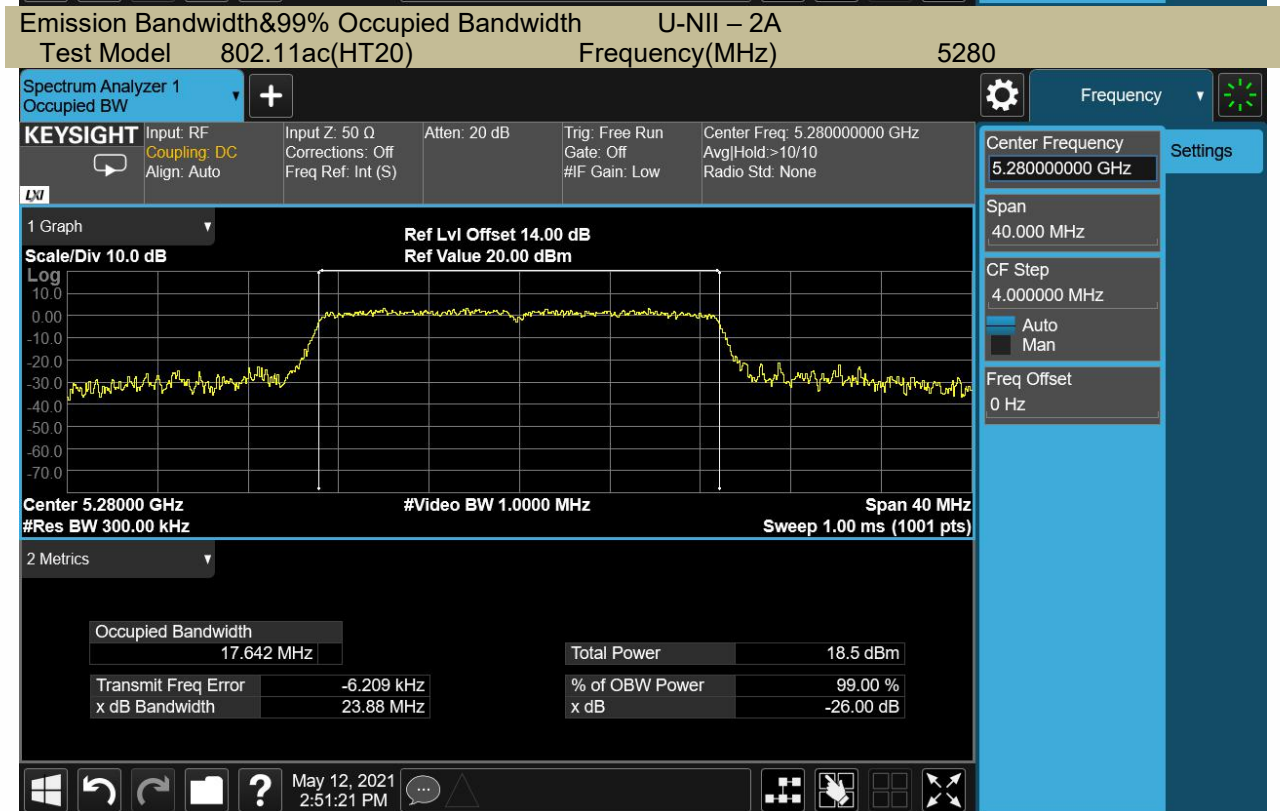 Emission Bandwidth&99% Occupied Bandwidth U-NII – 2A
Test Model 802.11ac(HT20) Frequency(MHz) 5280
Spectrum Analyzer 1
Occupied BW
+
Frequency
KEYSIGHT
LXI
Input: RF
Coupling: DC
Align: Auto
Input Z: 50 Ω
Corrections: Off
Freq Ref: Int (S)
Atten: 20 dB
Trig: Free Run
Gate: Off
#IF Gain: Low
Center Freq: 5.280000000 GHz
Avg|Hold:>10/10
Radio Std: None
Center Frequency
5.280000000 GHz
Settings
Span
40.000 MHz
CF Step
4.000000 MHz
Auto
Man
Freq Offset
0 Hz
1 Graph
Scale/Div 10.0 dB
Ref Lvl Offset 14.00 dB
Ref Value 20.00 dBm
Log
10.0
0.00
-10.0
-20.0
-30.0
-40.0
-50.0
-60.0
-70.0
Center 5.28000 GHz
#Res BW 300.00 kHz
#Video BW 1.0000 MHz
Span 40 MHz
Sweep 1.00 ms (1001 pts)
2 Metrics
Occupied Bandwidth
17.642 MHz
Total Power 18.5 dBm
Transmit Freq Error -6.209 kHz
% of OBW Power 99.00 %
x dB Bandwidth 23.88 MHz
x dB -26.00 dB
?
May 12, 2021
2:51:21 PM